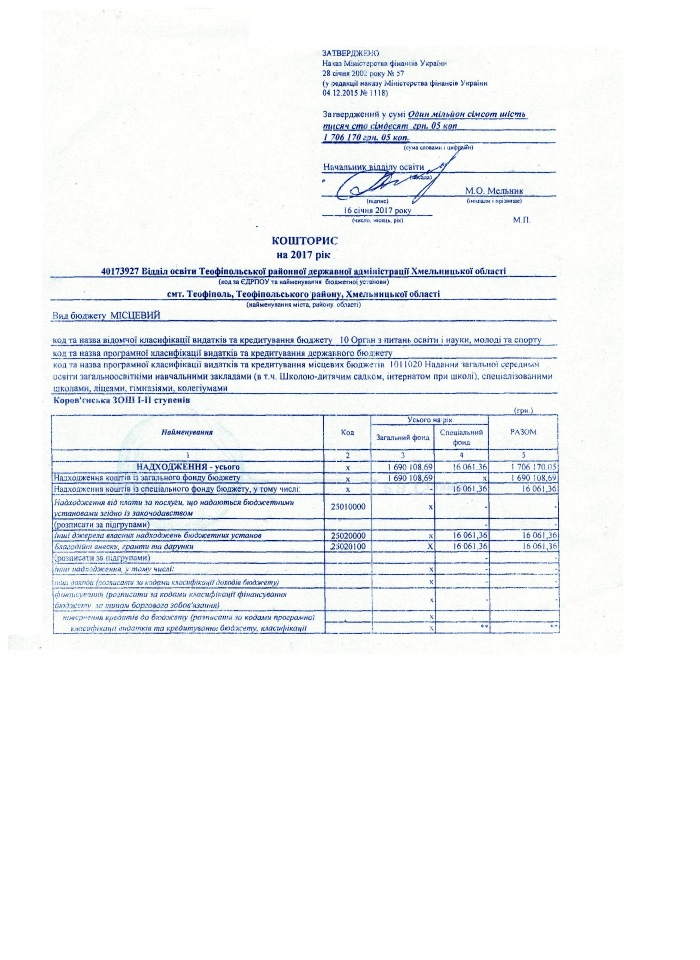 ЗАТВЕРДЖЕНО
Наказ Міністерства фінансів України
28 січня 2002 року № 57
(у редакції наказу Міністерства фінансів України
04.12.2015 № 1118)
Затверджений у сумі Один мільйон сімсот шість
тисяч сто сімдесят грн. 05 коп
1 706 170 грн. 05 коп.
(сума словами і цифрами)
Начальник відділу освіти
(посада)
М.О. Мельник
(підпис) (ініціали і прізвище)
16 січня 2017 року
(число, місяць, рік) М.П.
КОШТОРИС
на 2017 рік
40173927 Відділ освіти Теофіпольської районної державної адміністрації Хмельницької області
(код за ЄДРПОУ та найменування бюджетної установи)
смт. Теофіполь, Теофіпольського району, Хмельницької області
(найменування міста, району області)
Вид бюджету МІСЦЕВИЙ
код та назва відомчої класифікації видатків та кредитування бюджету 10 Орган з питань освіти і науки, молоді та спорту
код та назва програмної класифікації видатків та кредитування державного бюджету
код та назва програмної класифікації видатків та кредитування місцевих бюджетів 1011020 Надання загальної середньої
освіти загальноосвітніми навчальними закладами (в т.ч. Школою-дитячим садком, інтернатом при школі), спеціалізованими
школами, ліцеями, гімназіями, колегіумами
Коров'єнська ЗОШ І-ІІ ступенів
(грн.)
Найменування Код Усього на рік РАЗОМ
Загальний фонд Спеціальний фонд
1 2 3 4 5
НАДХОДЖЕННЯ - усього х 1 690 108,69 16 061,36 1 706 170,05
Надходження коштів із загального фонду бюджету х 1 690 108,69 х 1 690 108,69
Надходження коштів із спеціального фонду бюджету, у тому числі: х - 16 061,36 16 061,36
Надходження від плати за послуги, що надаються бюджетними
установами згідно із законодавством 25010000 х - -
(розписати за підгрупами) - -
Інші джерела власних надходжень бюджетних установ 25020000 х 16 061,36 16 061,36
Благодійні внески, гранти та дарунки 25020100 Х 16 061,36 16 061,36
(розписати за підгрупами) - -
інші надходження, у тому числі: х - -
інші доходи (розписати за кодами класифікації доходів бюджету) х - -
фінансування (розписати за кодами класифікації фінансування
бюджету за типом боргового зобов'язання) х - -
повернення кредитів до бюджету (розписати за кодами програмної х
класифікації видатків та кредитування бюджету, класифікації х ** **